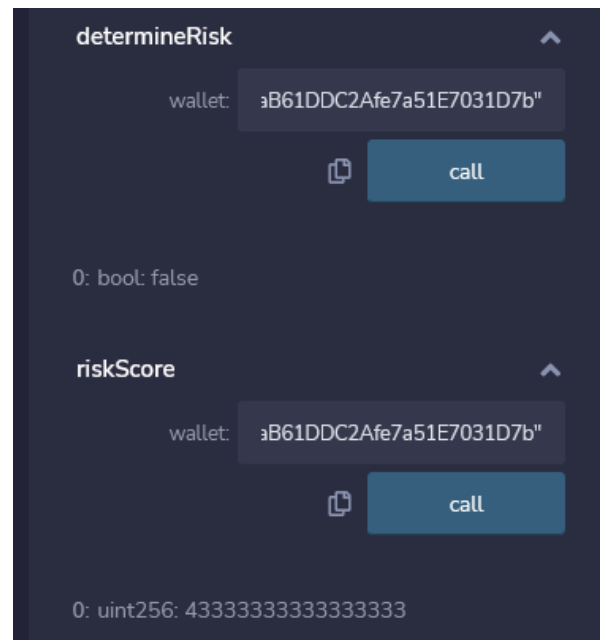 determineRisk
wallet: aB61DDC2Afe7a51E7031D7b"
call
0: bool: false
riskScore
wallet: aB61DDC2Afe7a51E7031D7b"
call
0: uint256: 43333333333333333